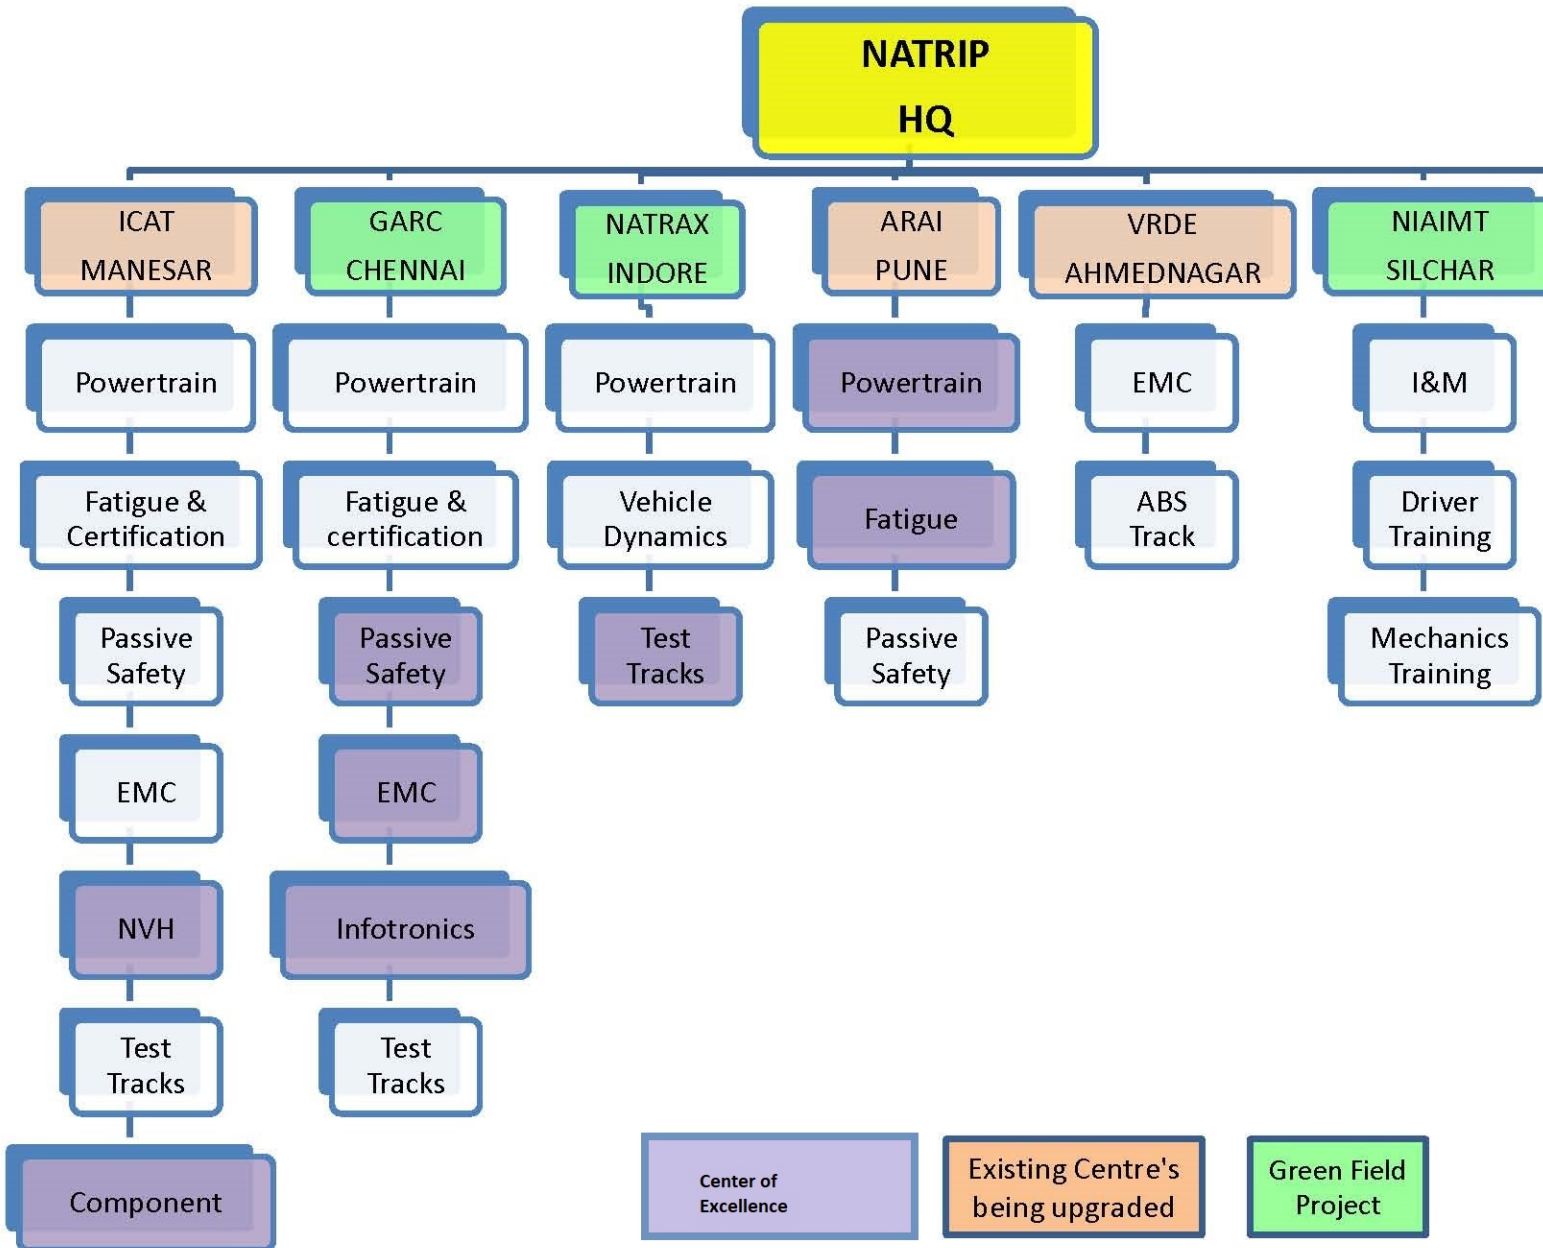 NATRIP
HQ
ICAT
MANESAR
GARC
CHENNAI
NATRAX
INDORE
ARAI
PUNE
VRDE
AHMEDNAGAR
NIAIMT
SILCHAR
Powertrain
Powertrain
Powertrain
Powertrain
EMC
I&M
Fatigue &
Certification
Fatigue &
certification
Vehicle
Dynamics
Fatigue
ABS
Track
Driver
Training
Passive
Safety
Passive
Safety
Test
Tracks
Passive
Safety
Mechanics
Training
EMC
EMC
NVH
Infotronics
Test
Tracks
Test
Tracks
Component
Center of
Excellence
Existing Centre's
being upgraded
Green Field
Project